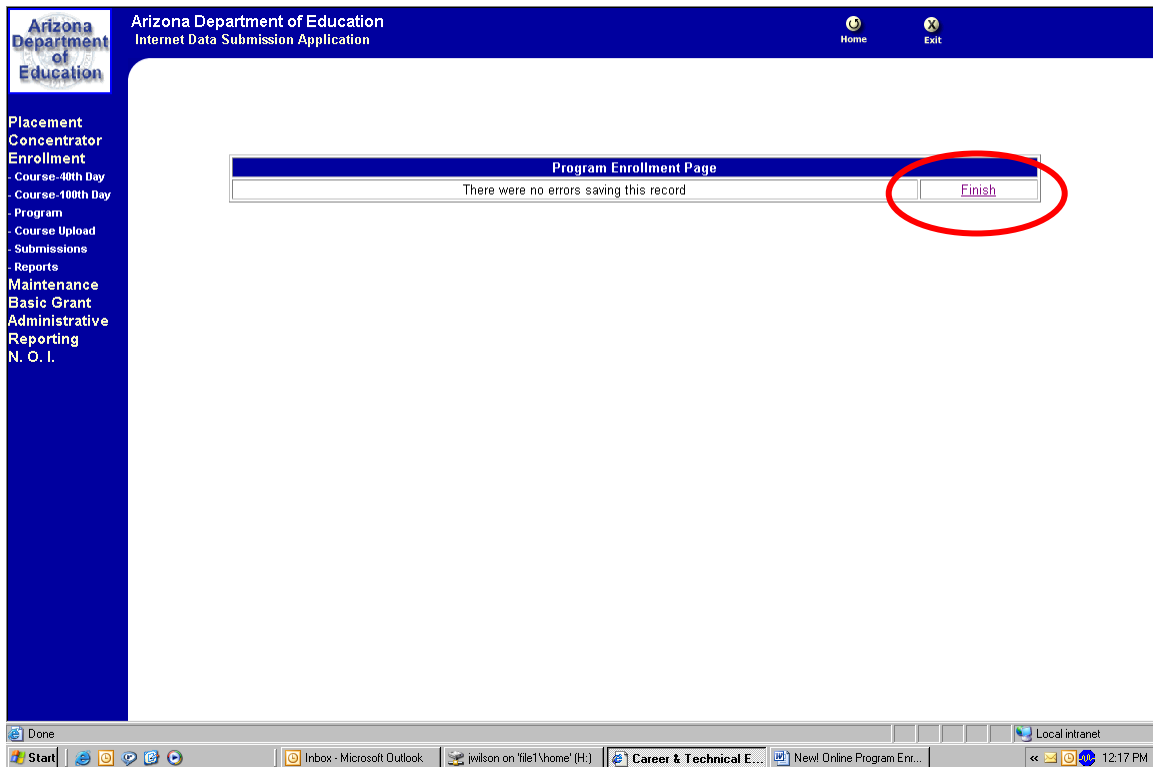 Arizona
Department
of
Education
Arizona Department of Education
Internet Data Submission Application
Home
Exit
Placement
Concentrator
Enrollment
- Course-40th Day
- Course-100th Day
- Program
- Course Upload
- Submissions
- Reports
Maintenance
Basic Grant
Administrative
Reporting
N. O. I.
Program Enrollment Page
There were no errors saving this record
Finish
Done
Local intranet
Start
Inbox - Microsoft Outlook
jwilson on 'file1\home' (H:)
Career & Technical E...
New! Online Program Enr...
12:17 PM